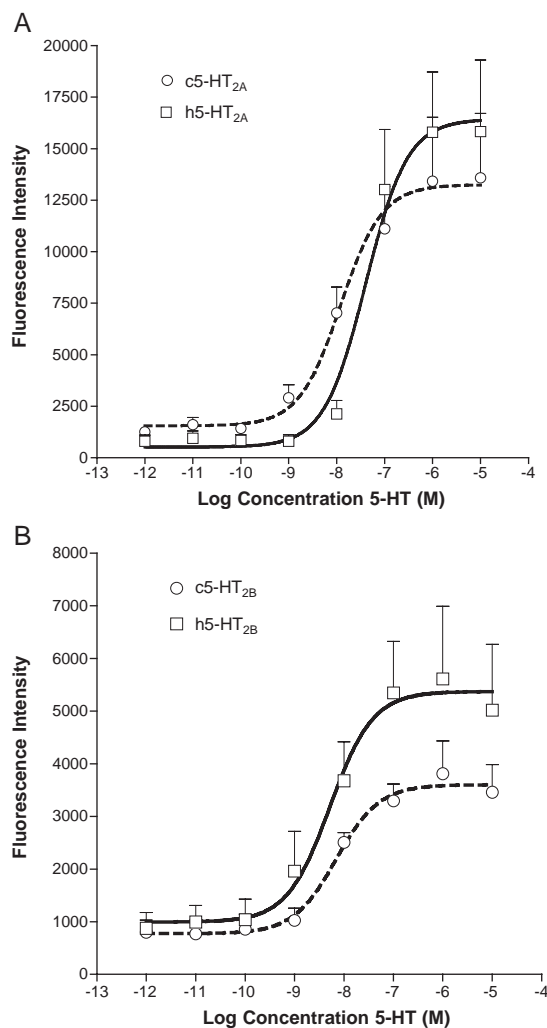 A
20000
17500
15000
12500
10000
7500
5000
2500
0
Fluorescence Intensity
c5-HT2A
h5-HT2A
-13 -12 -11 -10 -9 -8 -7 -6 -5 -4
Log Concentration 5-HT (M)
B
8000
7000
6000
5000
4000
3000
2000
1000
0
Fluorescence Intensity
c5-HT2B
h5-HT2B
-13 -12 -11 -10 -9 -8 -7 -6 -5 -4
Log Concentration 5-HT (M)